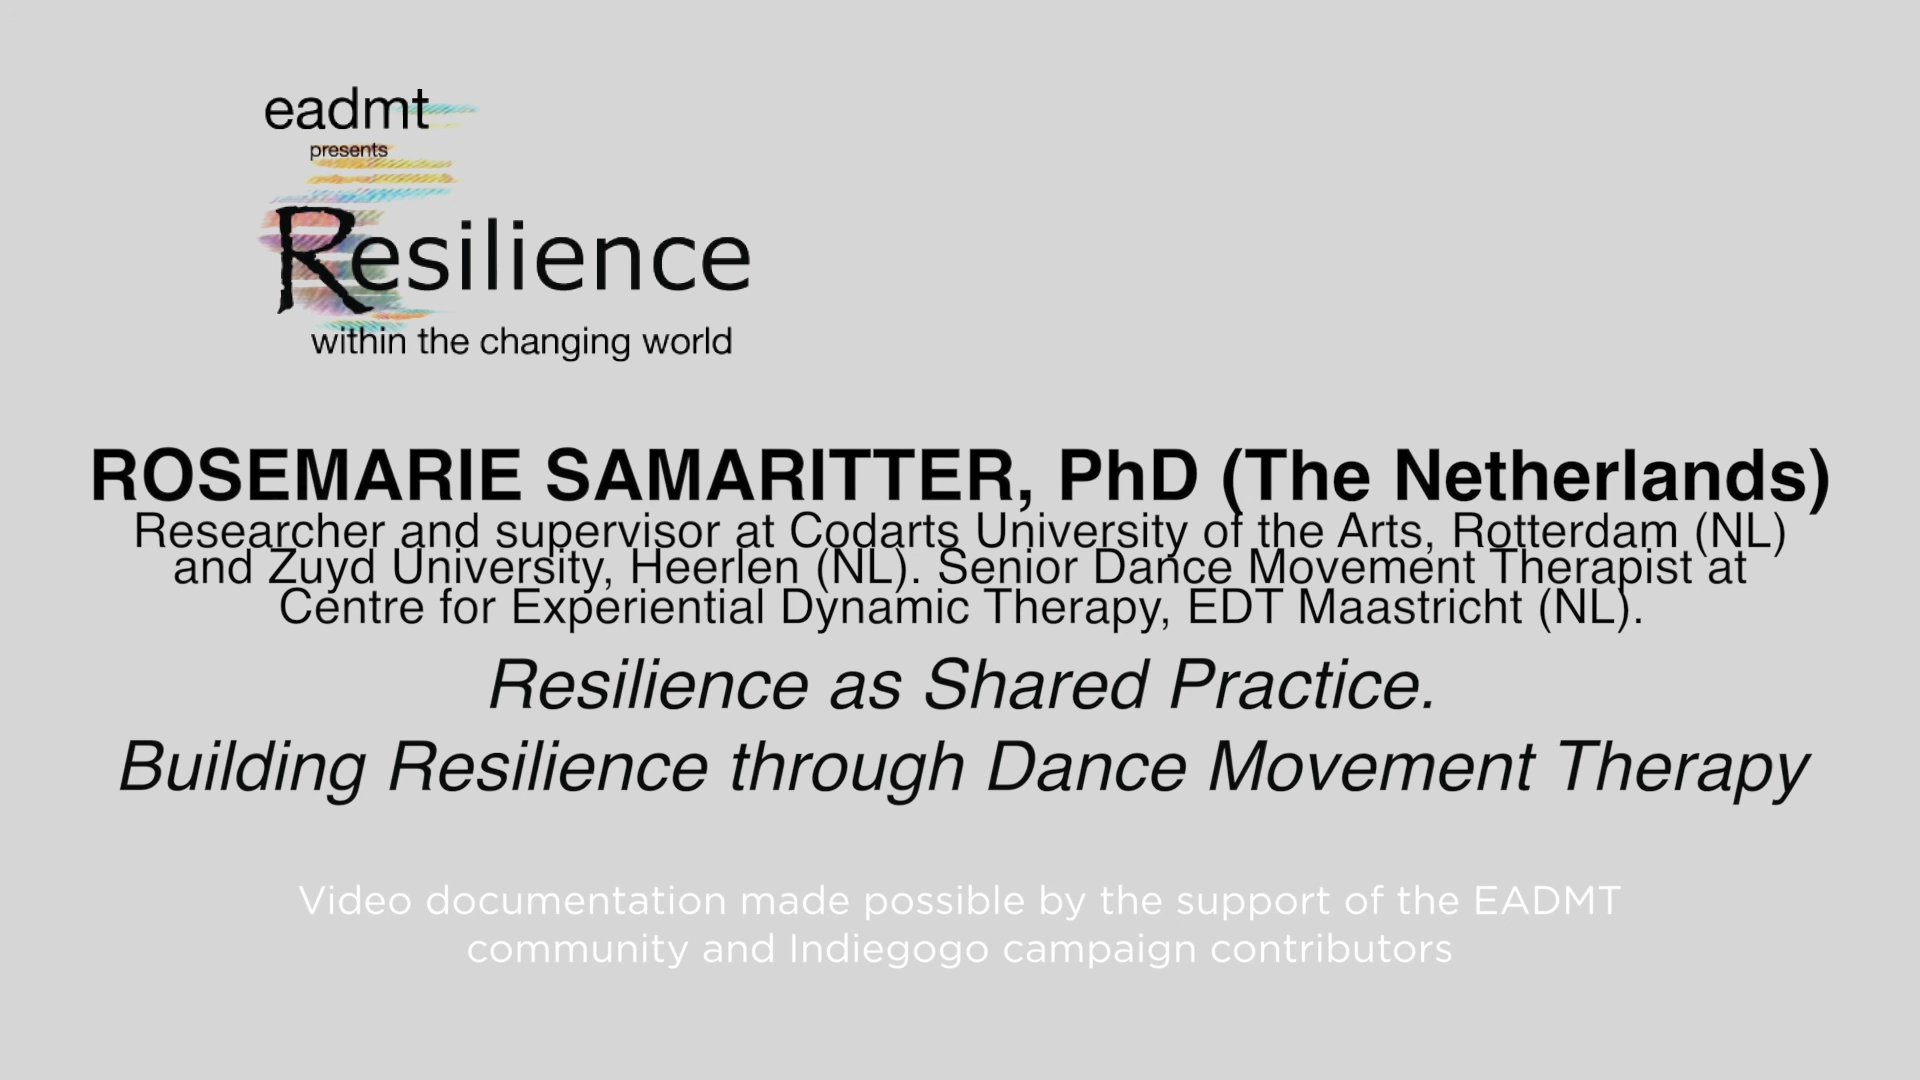 eadmt
presents
Resilience
within the changing world
ROSEMARIE SAMARITTER, PhD (The Netherlands)
Researcher and supervisor at Codarts University of the Arts, Rotterdam (NL)
and Zuyd University, Heerlen (NL). Senior Dance Movement Therapist at
Centre for Experiential Dynamic Therapy, EDT Maastricht (NL).
Resilience as Shared Practice.
Building Resilience through Dance Movement Therapy
Video documentation made possible by the support of the EADMT
community and Indiegogo campaign contributors